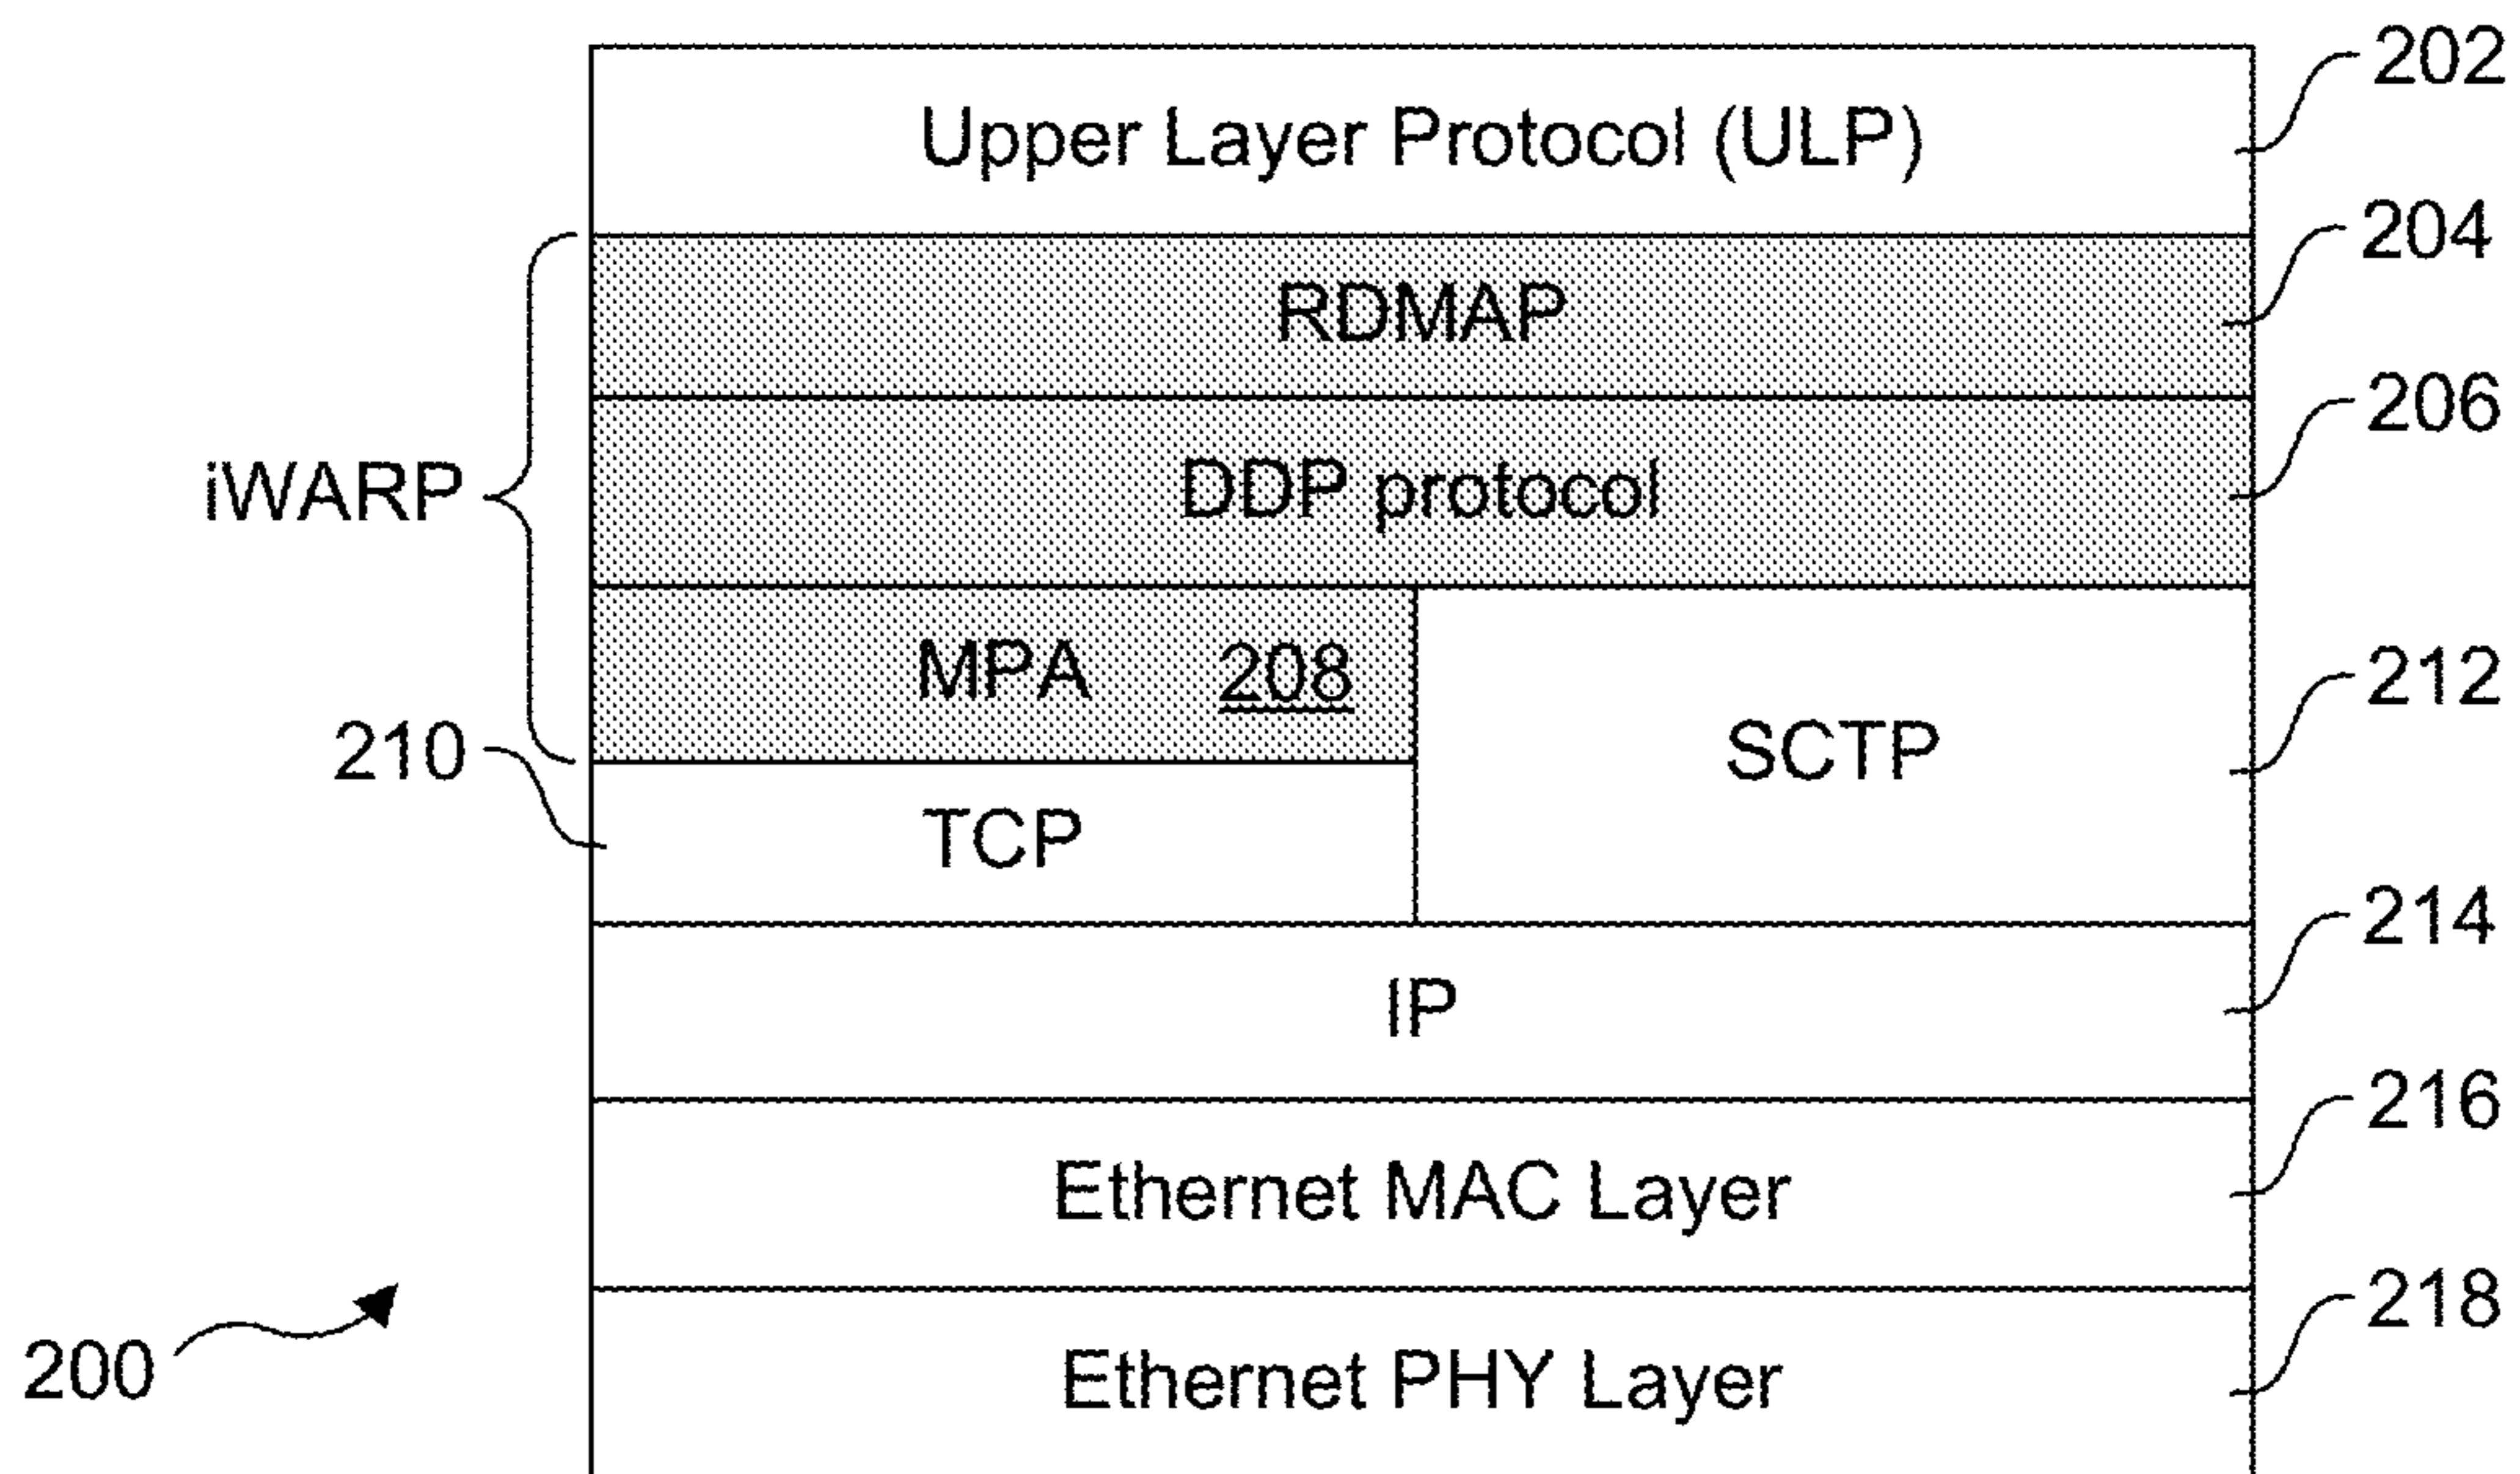 202
Upper Layer Protocol (ULP)
204
RDMAP
206
DDP protocol
iWARP
MPA 208
212
210
SCTP
TCP
214
IP
216
Ethernet MAC Layer
218
Ethernet PHY Layer
200